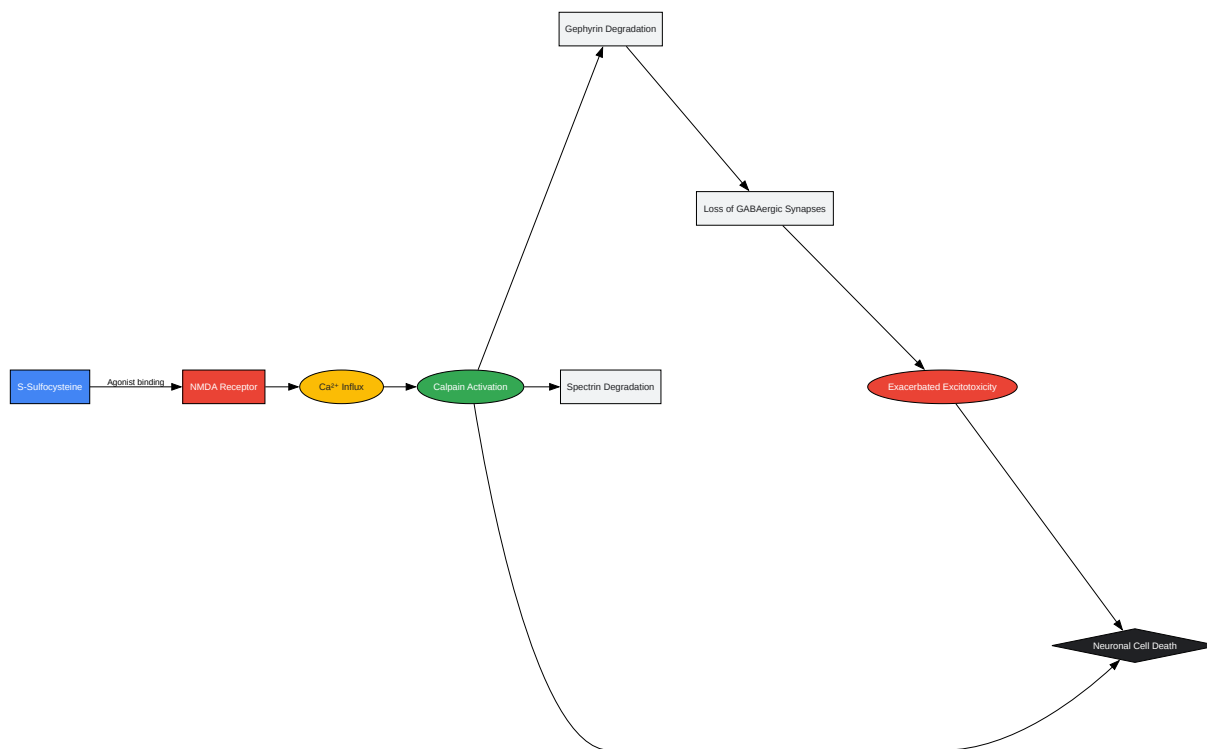 Gephyrin Degradation
Loss of GABAergic Synapses
S-Sulfocysteine
Agonist binding
NMDA Receptor
Ca²⁺ Influx
Calpain Activation
Spectrin Degradation
Exacerbated Excitotoxicity
Neuronal Cell Death